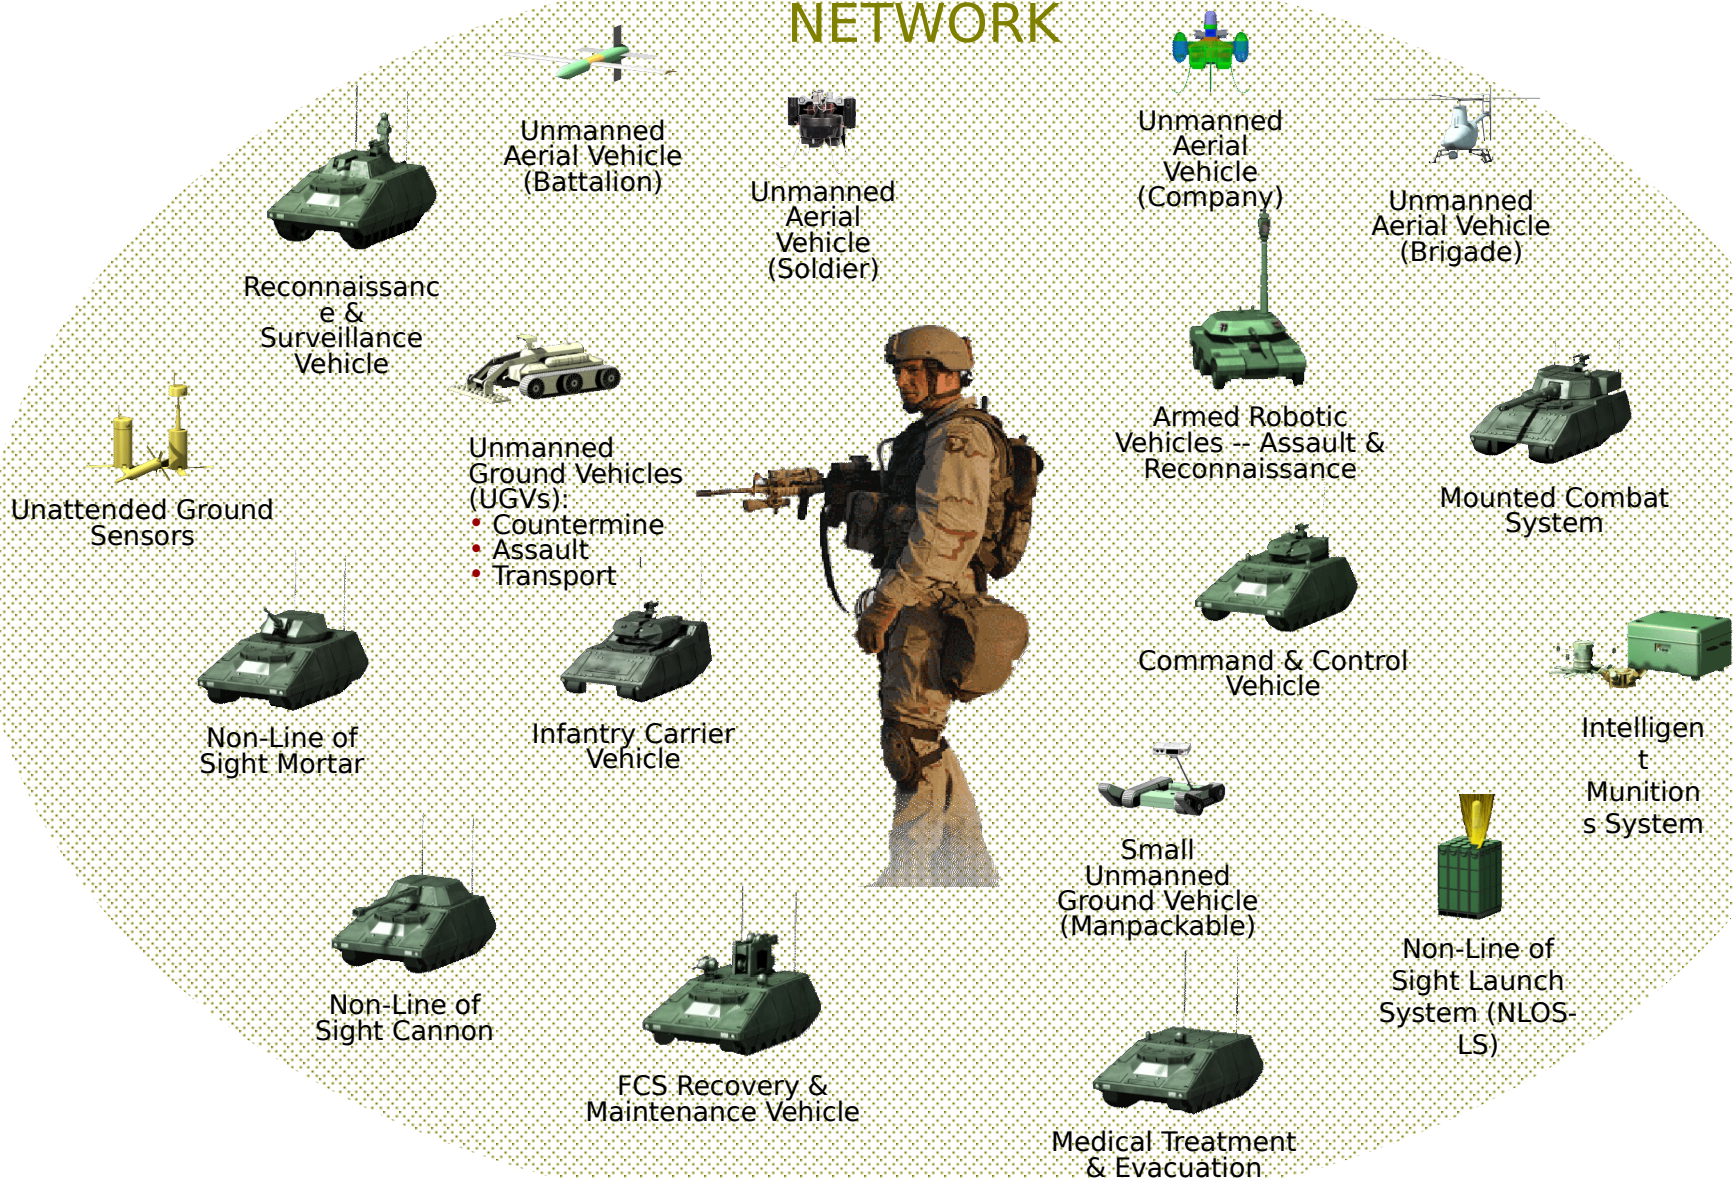 NETWORK
Unmanned
Aerial Vehicle
(Battalion)
Unmanned
Aerial
Vehicle
(Soldier)
Unmanned
Aerial
Vehicle
(Company)
Unmanned
Aerial Vehicle
(Brigade)
Reconnaissanc
e &
Surveillance
Vehicle
Unattended Ground
Sensors
Unmanned
Ground Vehicles
(UGVs):
• Countermine
• Assault
• Transport
Armed Robotic
Vehicles -- Assault &
Reconnaissance
Mounted Combat
System
Non-Line of
Sight Mortar
Infantry Carrier
Vehicle
Command & Control
Vehicle
Intelligen
t
Munition
s System
Small
Unmanned
Ground Vehicle
(Manpackable)
Non-Line of
Sight Launch
System (NLOS-
LS)
Non-Line of
Sight Cannon
FCS Recovery &
Maintenance Vehicle
Medical Treatment
& Evacuation